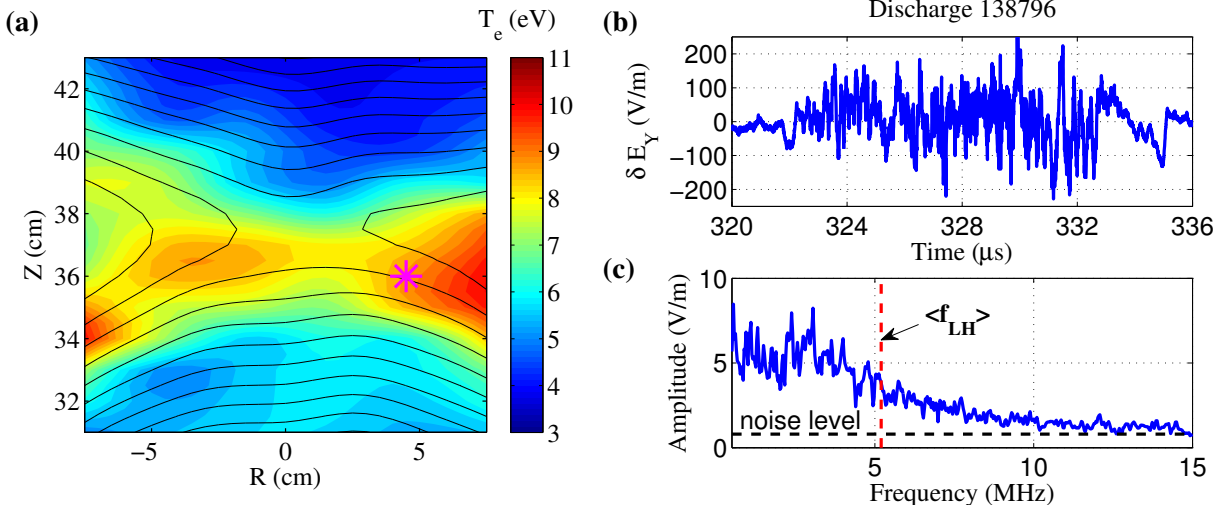 (a)
T_e (eV)
11
10
9
8
7
6
5
4
3
42
40
38
36
34
32
Z (cm)
−5 0 5
R (cm)
(b)
Discharge 138796
200
100
0
−100
−200
δ E_Y (V/m)
320 324 328 332 336
Time (μs)
(c)
10
5
0
Amplitude (V/m)
<f_LH>
noise level
5 10 15
Frequency (MHz)